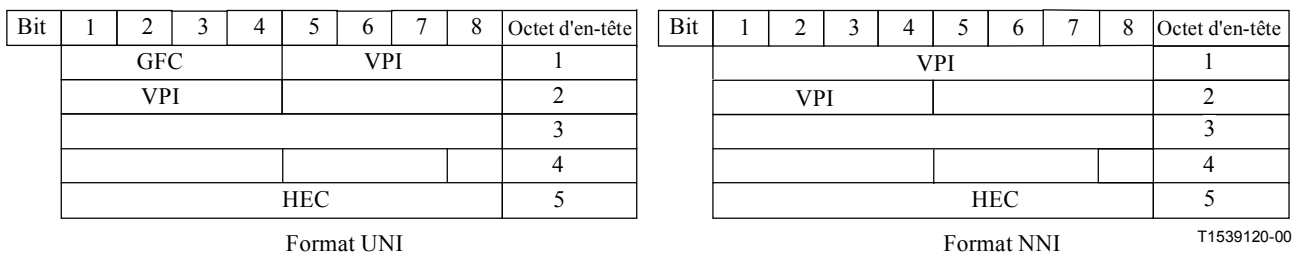 Bit 1 2 3 4 5 6 7 8 Octet d'en-tête
GFC VPI 1
VPI 2
3
4
HEC 5
Format UNI
Bit 1 2 3 4 5 6 7 8 Octet d'en-tête
VPI 1
VPI 2
3
4
HEC 5
Format NNI
T1539120-00